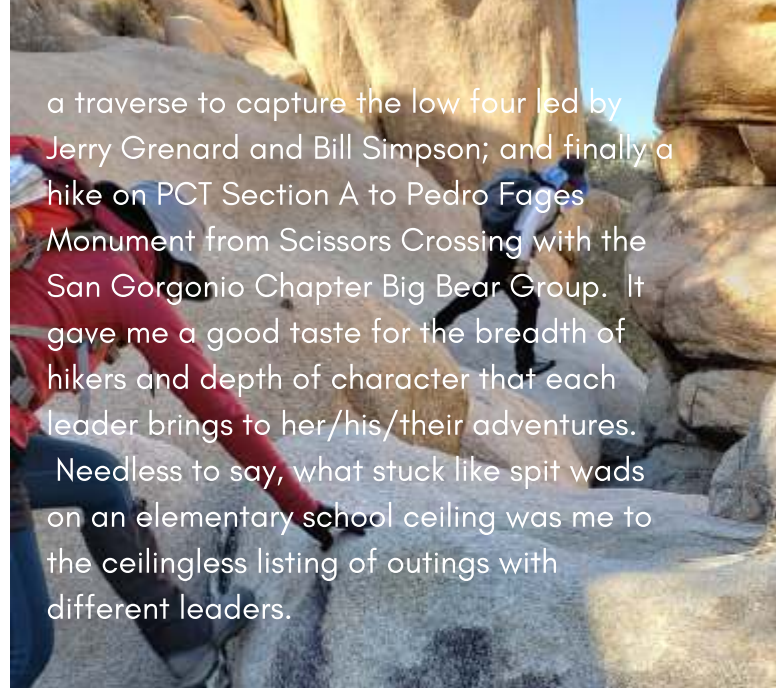 a traverse to capture the low four led by
Jerry Grenard and Bill Simpson; and finally a
hike on PCT Section A to Pedro Fages
Monument from Scissors Crossing with the
San Gorgonio Chapter Big Bear Group.  It
gave me a good taste for the breadth of
hikers and depth of character that each
leader brings to her/his/their adventures.
Needless to say, what stuck like spit wads
on an elementary school ceiling was me to
the ceilingless listing of outings with
different leaders.